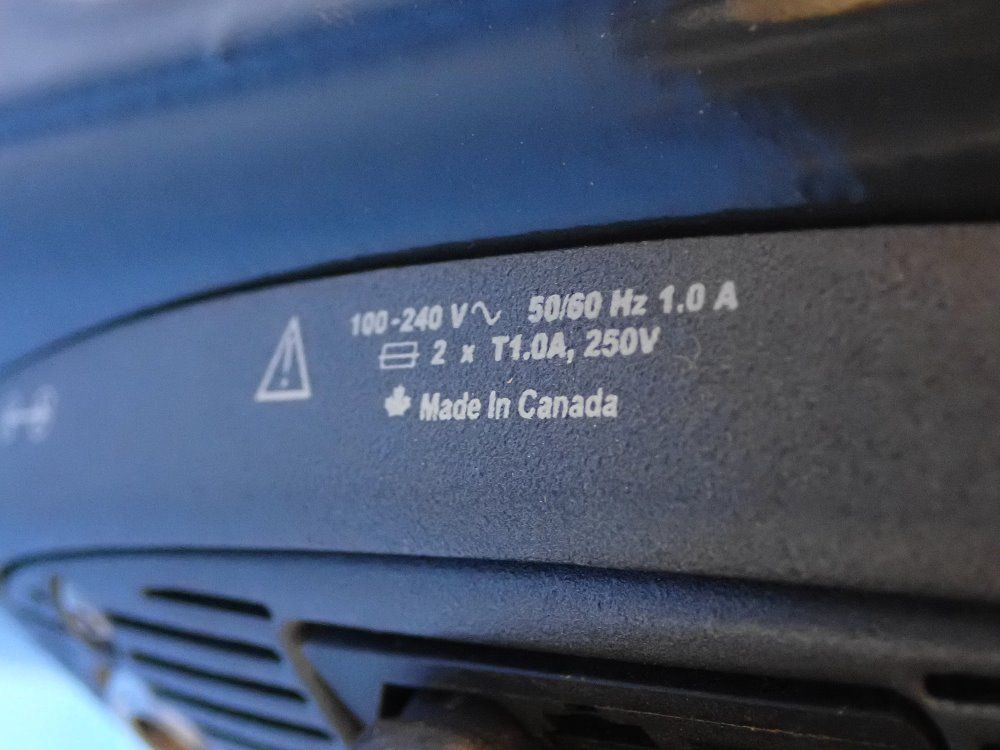 100-240 V∿ 50/60 Hz 1.0 A
2 x T1.0A, 250V
Made In Canada